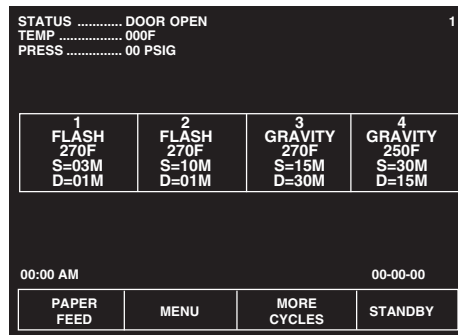 STATUS ............ DOOR OPEN 1
TEMP ................. 000F
PRESS ............... 00 PSIG
1 2 3 4
FLASH FLASH GRAVITY GRAVITY
270F 270F 270F 250F
S=03M S=10M S=15M S=30M
D=01M D=01M D=30M D=15M
00:00 AM 00-00-00
PAPER MENU MORE STANDBY
FEED CYCLES